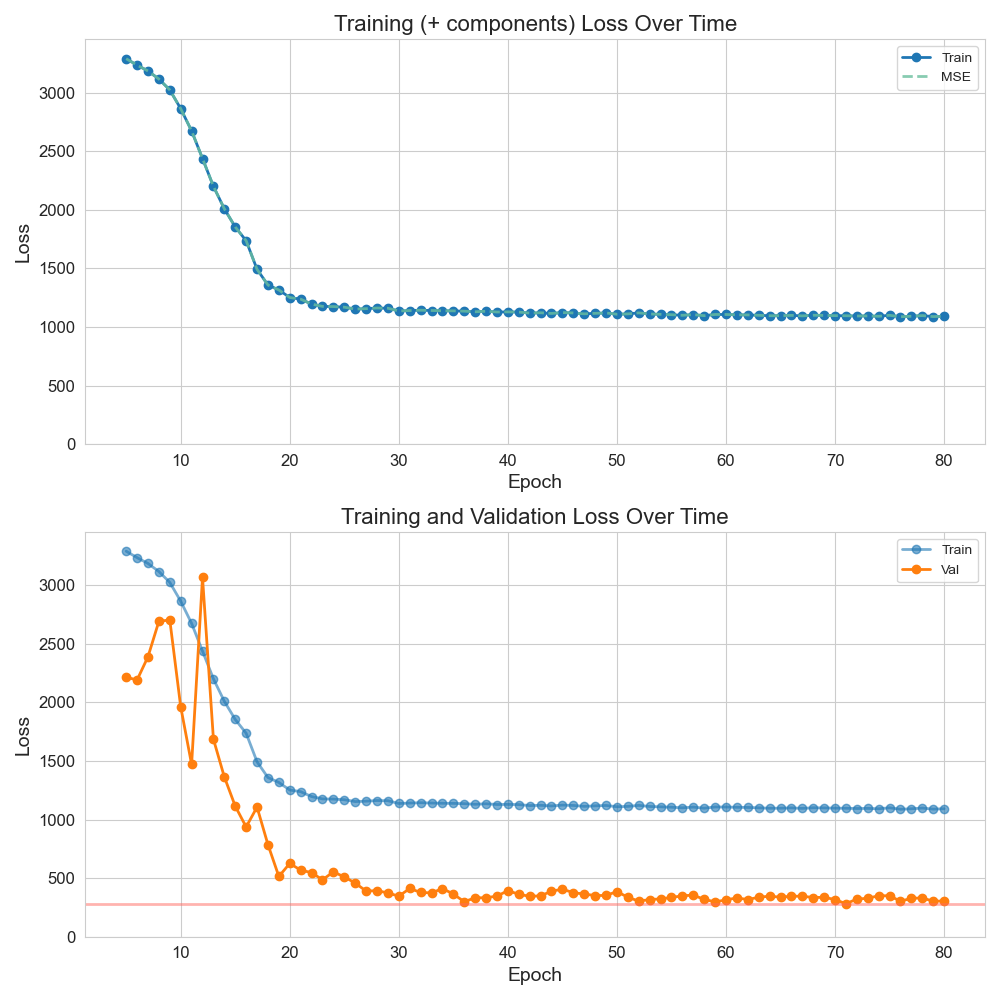 Training (+ components) Loss Over Time
Train
MSE
3000
2500
2000
1500
1000
500
0
Loss
10 20 30 40 50 60 70 80
Epoch
Training and Validation Loss Over Time
Train
Val
3000
2500
2000
1500
1000
500
0
Loss
10 20 30 40 50 60 70 80
Epoch